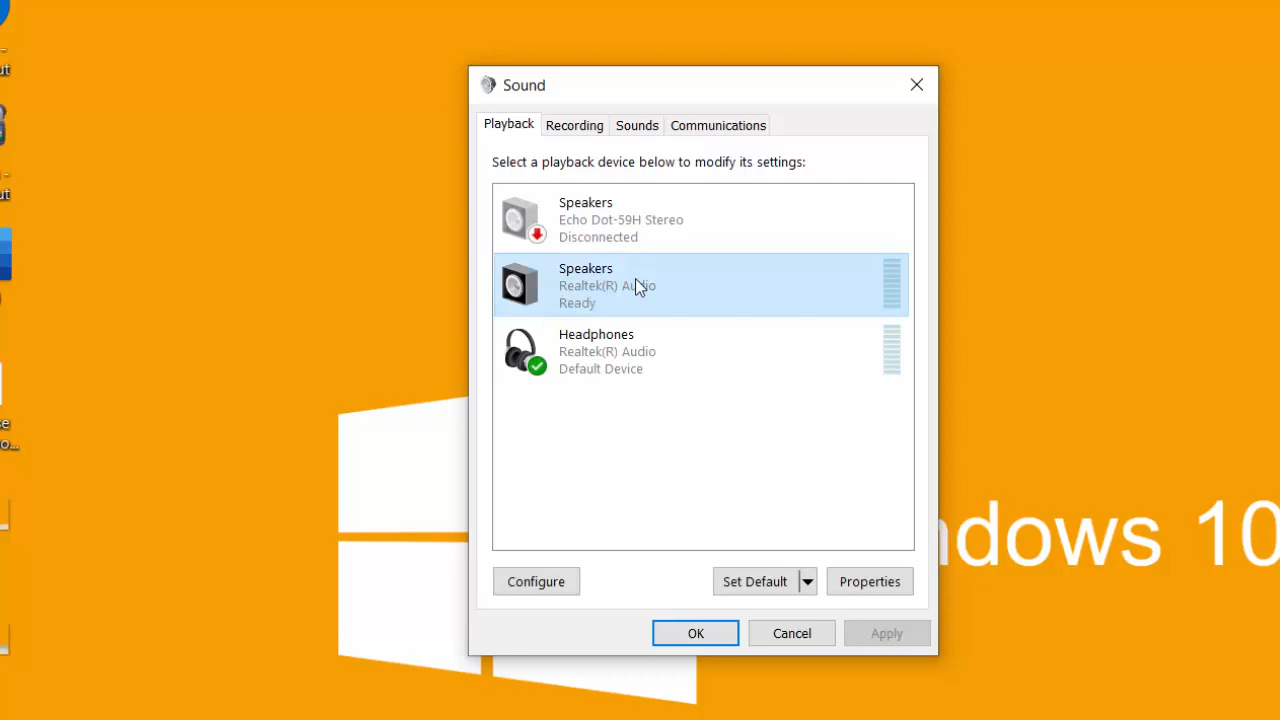 Sound
Playback Recording Sounds Communications
Select a playback device below to modify its settings:
Speakers
Echo Dot-59H Stereo
Disconnected
Speakers
Realtek(R) Audio
Ready
Headphones
Realtek(R) Audio
Default Device
Configure Set Default Properties
OK Cancel Apply
ndows 10